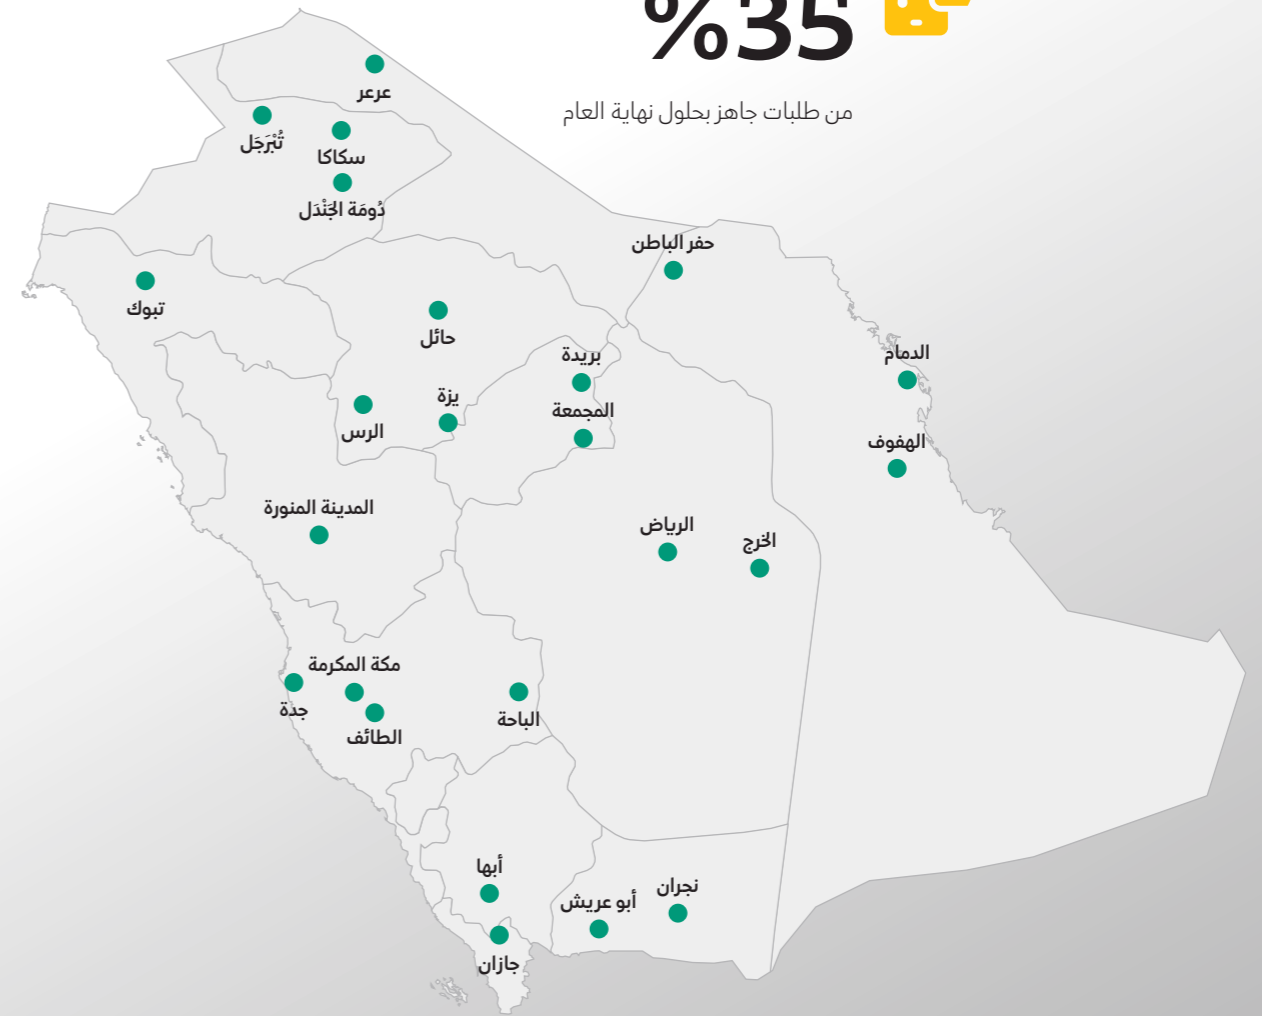 %35
من طلبات جاهز بحلول نهاية العام
عرعر
تُبْرَجَل
سكاكا
دُومَة الجَنْدَل
حفر الباطن
تبوك
حائل
بريدة
الدمام
يزة
المجمعة
الرس
الهفوف
المدينة المنورة
الرياض
الخرج
مكة المكرمة
جدة
الباحة
الطائف
أبها
نجران
أبو عريش
جازان